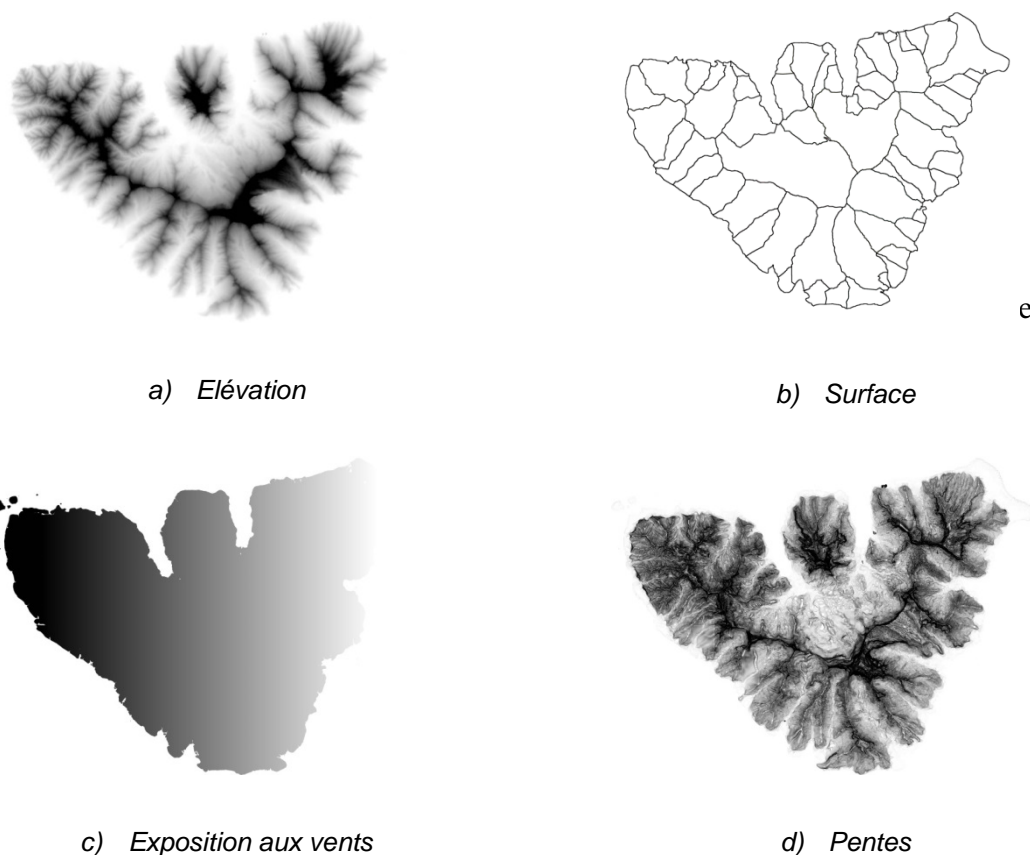 e
a) Elévation
b) Surface
c) Exposition aux vents
d) Pentes